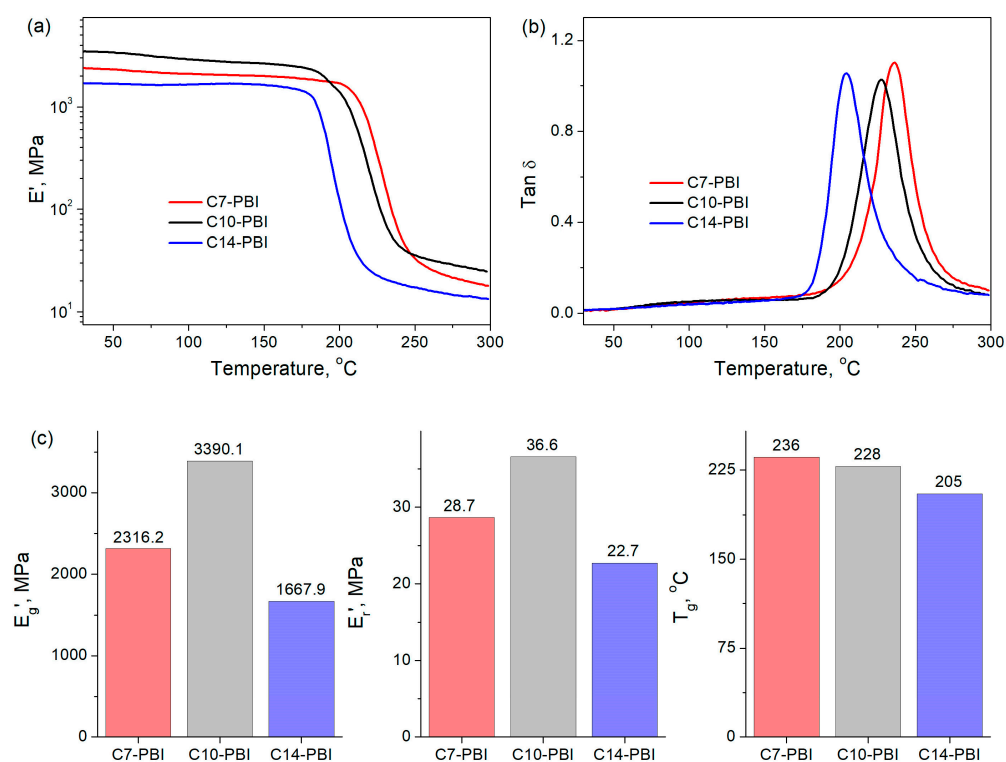 (a)
E', MPa
10³
10²
10¹
C7-PBI
C10-PBI
C14-PBI
50 100 150 200 250 300
Temperature, °C
(b)
Tan δ
1.2
0.8
0.4
0.0
C7-PBI
C10-PBI
C14-PBI
50 100 150 200 250 300
Temperature, °C
(c)
Eg', MPa
3000
2000
1000
0
2316.2
3390.1
1667.9
C7-PBI C10-PBI C14-PBI
Er', MPa
30
20
10
0
28.7
36.6
22.7
C7-PBI C10-PBI C14-PBI
Tg, °C
225
150
75
0
236
228
205
C7-PBI C10-PBI C14-PBI